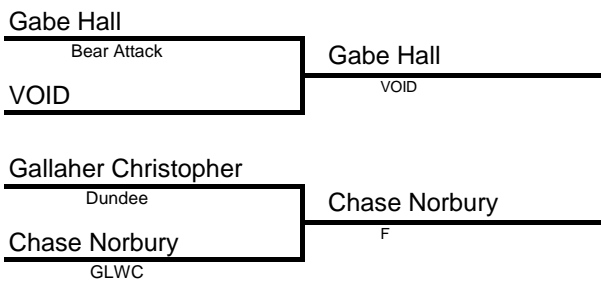 Gabe Hall
Bear Attack
VOID
Gabe Hall
VOID
Gallaher Christopher
Dundee
Chase Norbury
GLWC
Chase Norbury
F